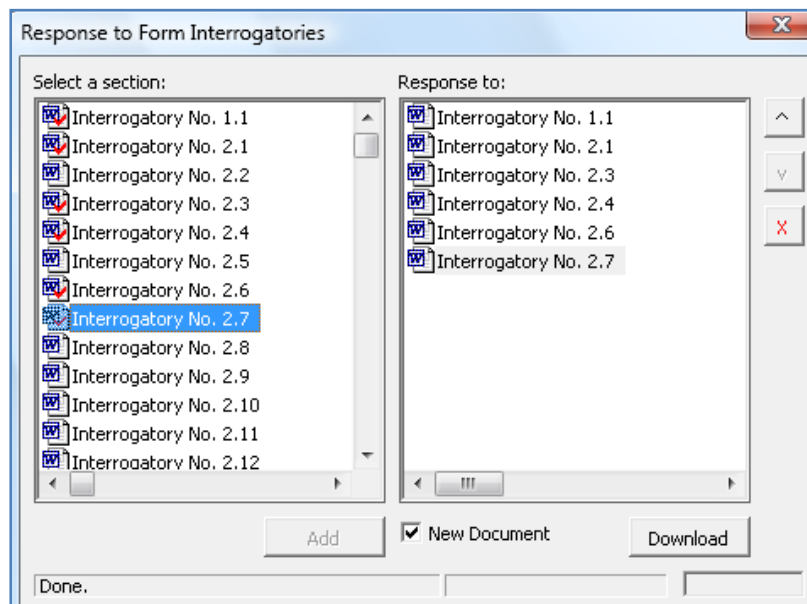 Response to Form Interrogatories
Select a section:
Interrogatory No. 1.1
Interrogatory No. 2.1
Interrogatory No. 2.2
Interrogatory No. 2.3
Interrogatory No. 2.4
Interrogatory No. 2.5
Interrogatory No. 2.6
Interrogatory No. 2.7
Interrogatory No. 2.8
Interrogatory No. 2.9
Interrogatory No. 2.10
Interrogatory No. 2.11
Interrogatory No. 2.12
Add
Response to:
Interrogatory No. 1.1
Interrogatory No. 2.1
Interrogatory No. 2.3
Interrogatory No. 2.4
Interrogatory No. 2.6
Interrogatory No. 2.7
New Document
Download
Done.